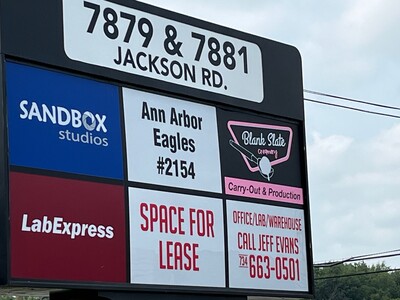 7879 & 7881
JACKSON RD.
SANDBOX
studios
Ann Arbor
Eagles
#2154
Blank Slate
Creamery
Carry-Out & Production
LabExpress
SPACE FOR
LEASE
OFFICE/LAB/WAREHOUSE
CALL JEFF EVANS
734 663-0501